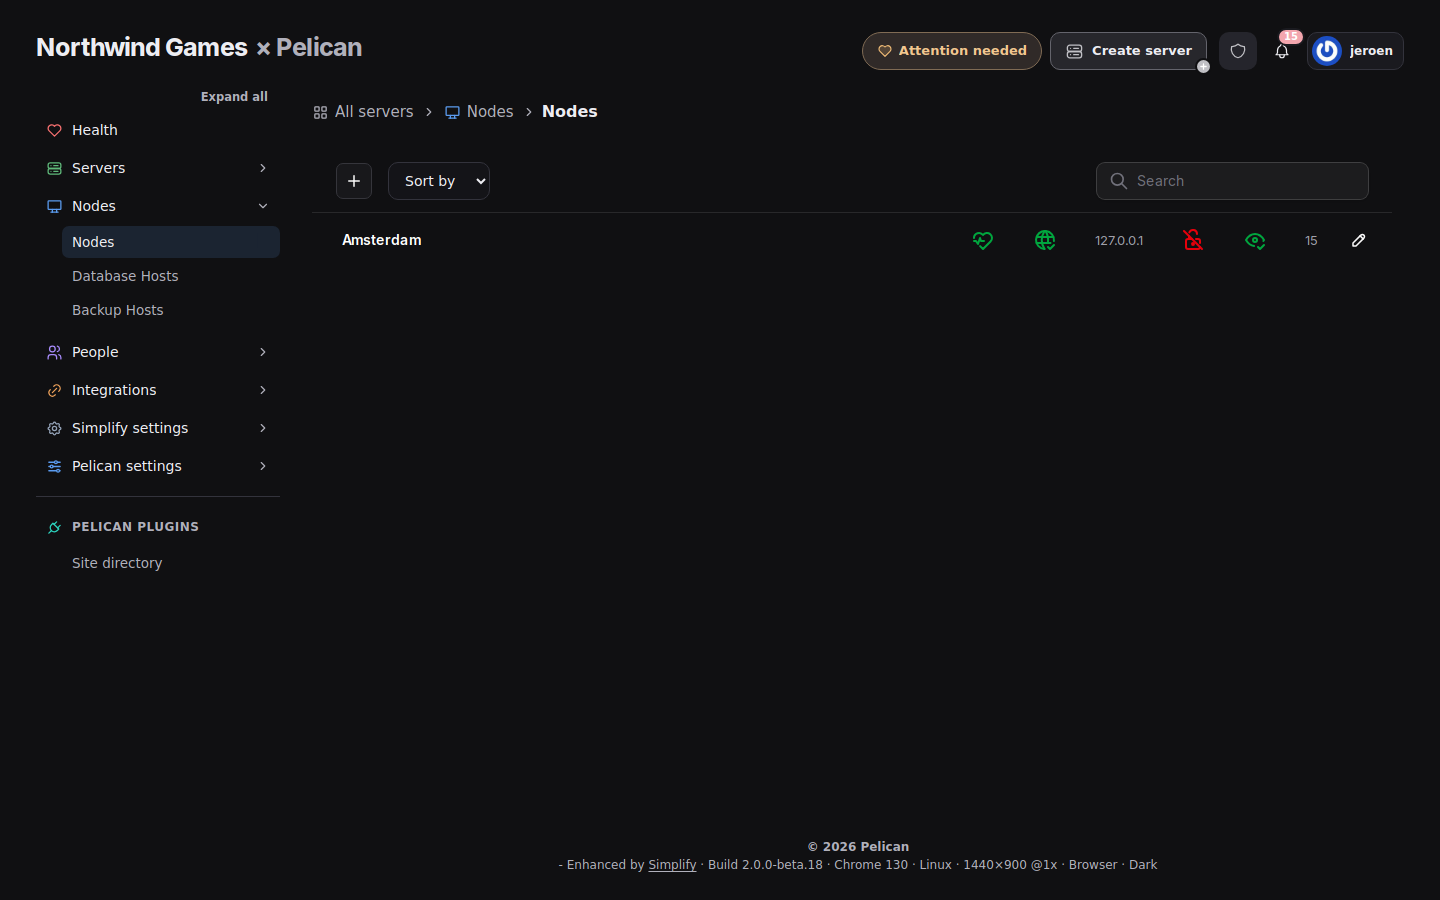 Northwind Games × Pelican
Attention needed
Create server
15
jeroen
Expand all
Health
Servers
Nodes
Nodes
Database Hosts
Backup Hosts
People
Integrations
Simplify settings
Pelican settings
PELICAN PLUGINS
Site directory
All servers > Nodes > Nodes
Sort by
Search
Amsterdam 127.0.0.1 15
© 2026 Pelican
- Enhanced by Simplify · Build 2.0.0-beta.18 · Chrome 130 · Linux · 1440×900 @1x · Browser · Dark